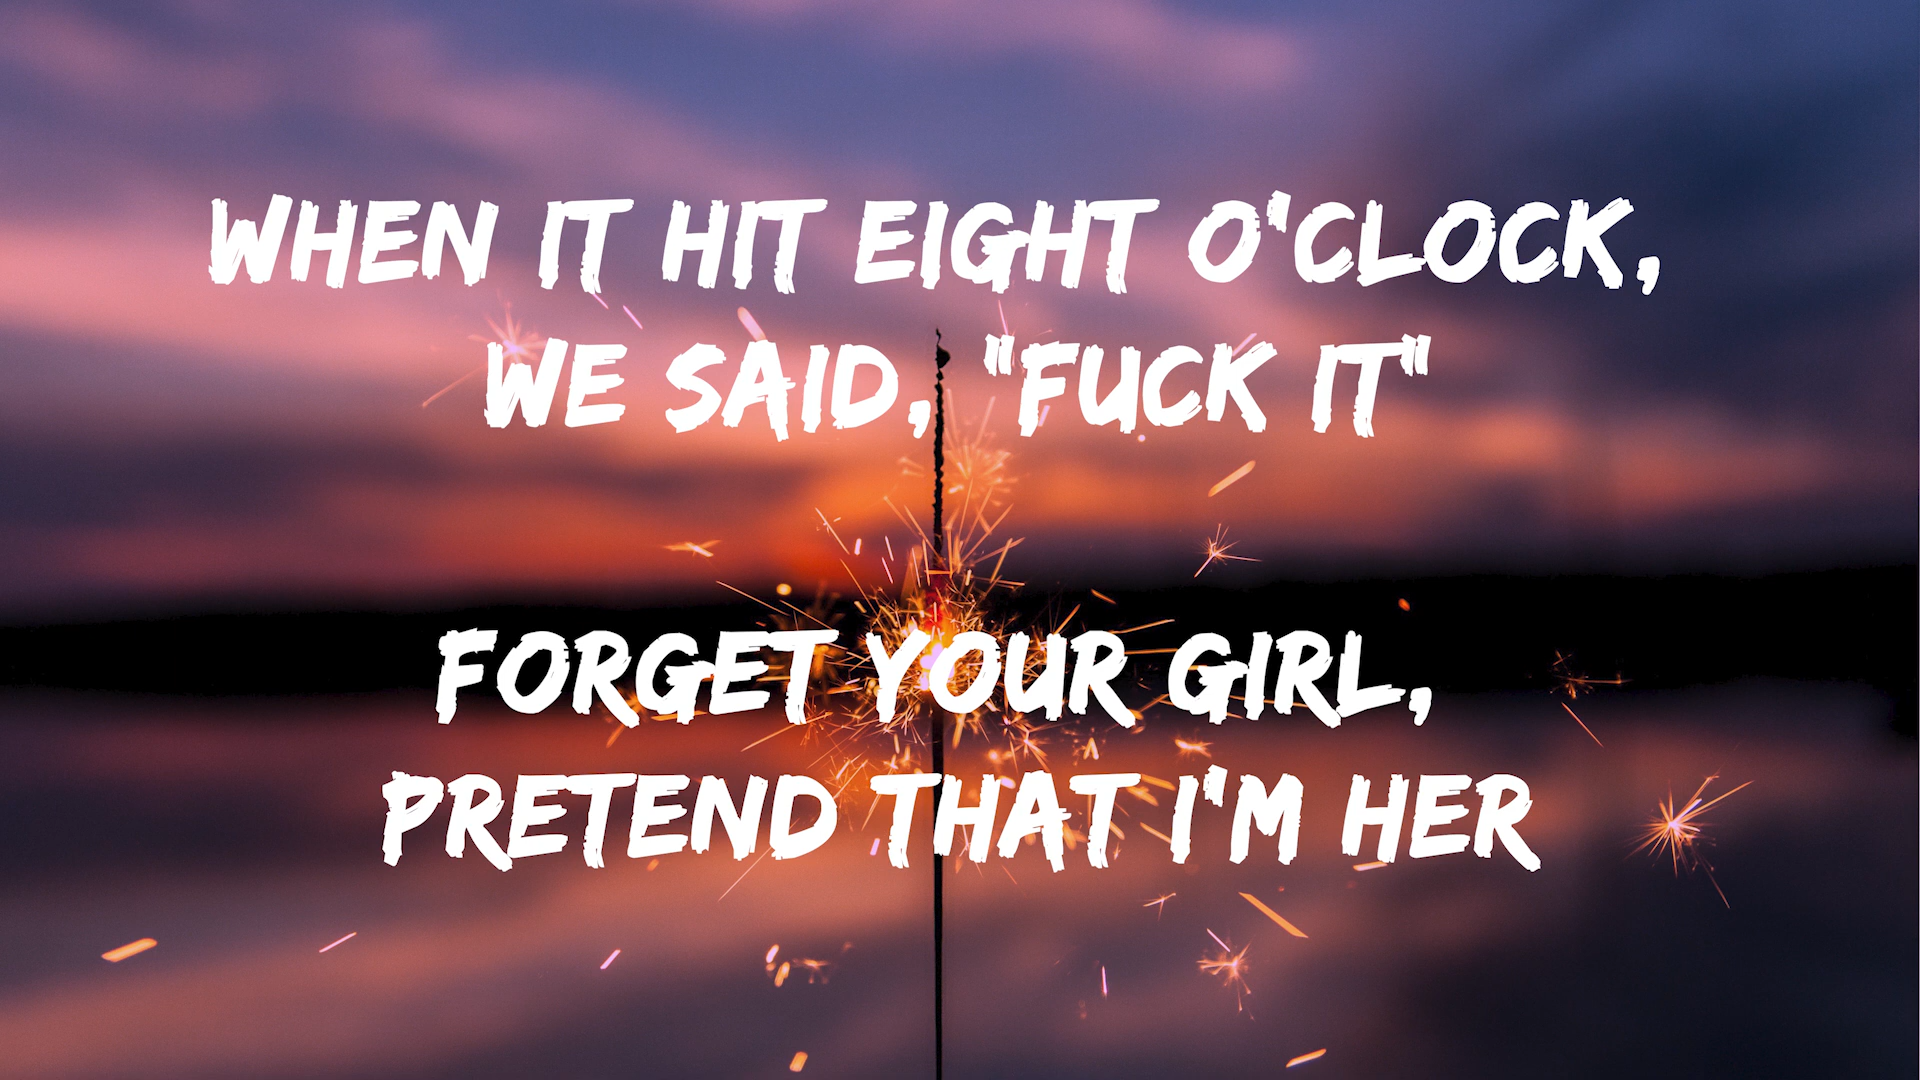 WHEN IT HIT EIGHT O'CLOCK,
WE SAID, "FUCK IT"
FORGET YOUR GIRL,
PRETEND THAT I'M HER